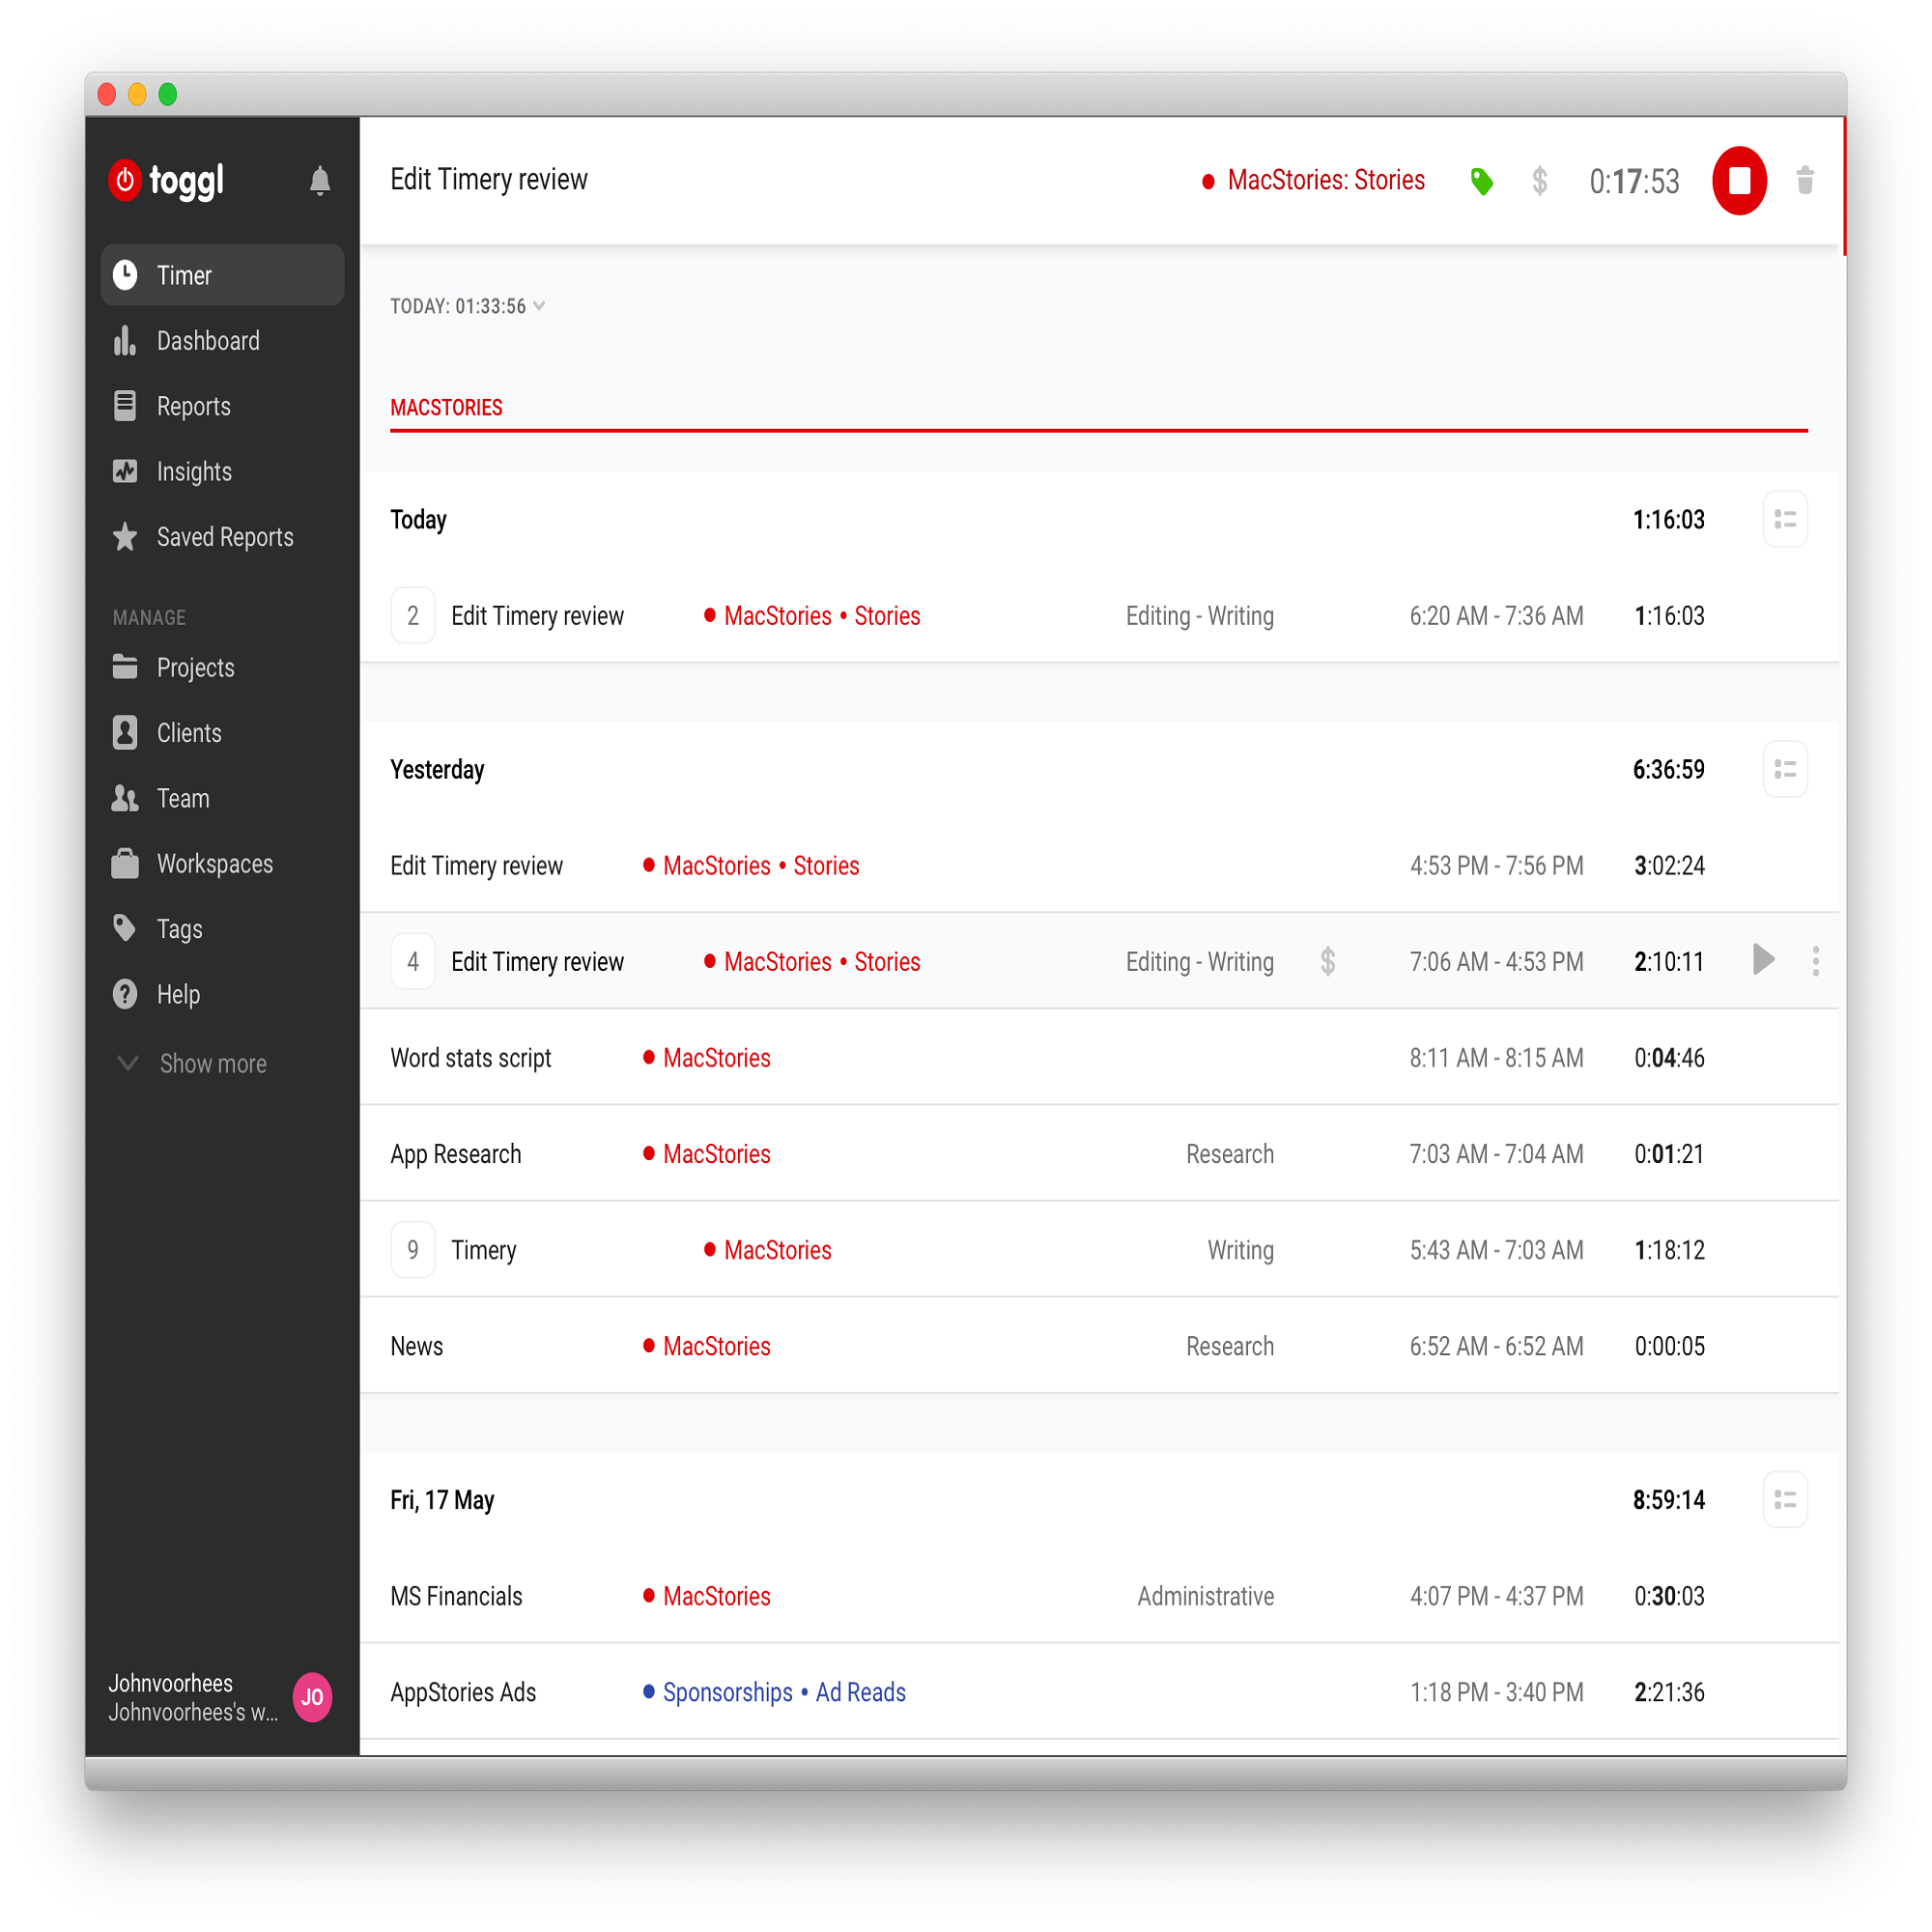 toggl
Timer
Dashboard
Reports
Insights
Saved Reports
MANAGE
Projects
Clients
Team
Workspaces
Tags
? Help
Show more
Johnvoorhees
Johnvoorhees's w...
JO
Edit Timery review MacStories: Stories $ 0:17:53
TODAY: 01:33:56
MACSTORIES
Today 1:16:03
2 Edit Timery review • MacStories • Stories Editing - Writing 6:20 AM - 7:36 AM 1:16:03
Yesterday 6:36:59
Edit Timery review • MacStories • Stories 4:53 PM - 7:56 PM 3:02:24
4 Edit Timery review • MacStories • Stories Editing - Writing $ 7:06 AM - 4:53 PM 2:10:11
Word stats script • MacStories 8:11 AM - 8:15 AM 0:04:46
App Research • MacStories Research 7:03 AM - 7:04 AM 0:01:21
9 Timery • MacStories Writing 5:43 AM - 7:03 AM 1:18:12
News • MacStories Research 6:52 AM - 6:52 AM 0:00:05
Fri, 17 May 8:59:14
MS Financials • MacStories Administrative 4:07 PM - 4:37 PM 0:30:03
AppStories Ads • Sponsorships • Ad Reads 1:18 PM - 3:40 PM 2:21:36